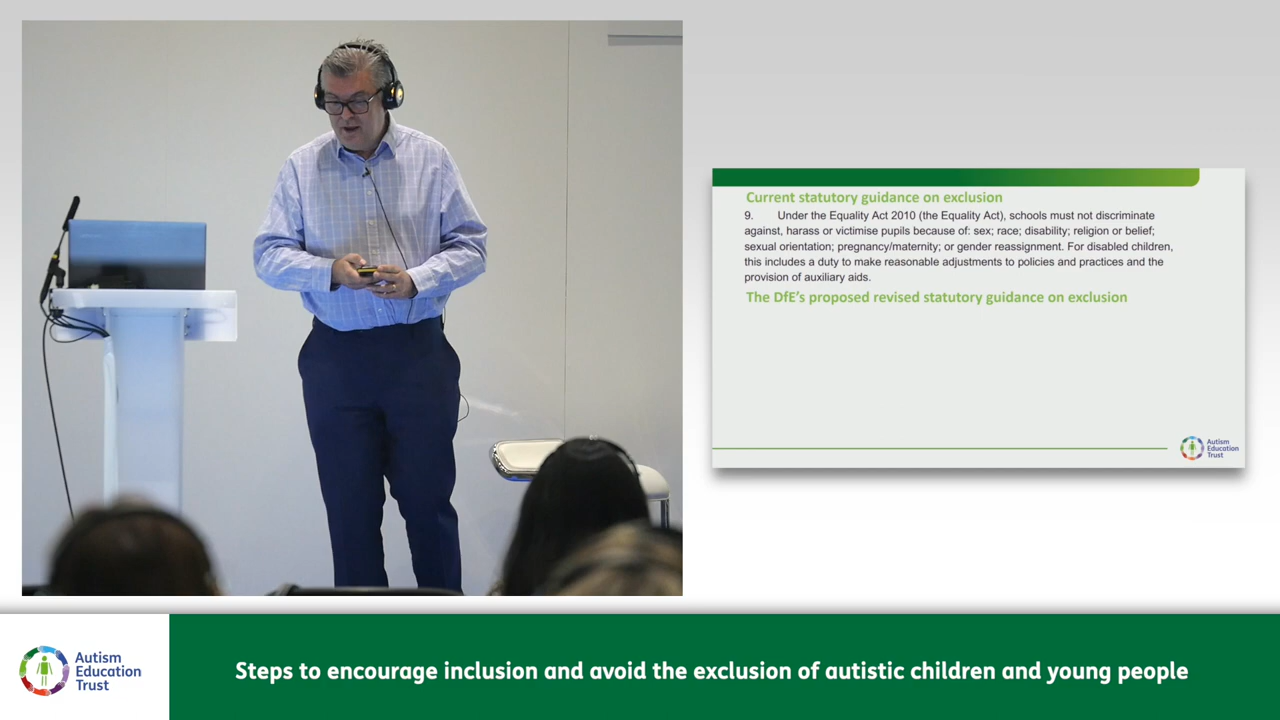 Current statutory guidance on exclusion
9. Under the Equality Act 2010 (the Equality Act), schools must not discriminate
against, harass or victimise pupils because of: sex; race; disability; religion or belief;
sexual orientation; pregnancy/maternity; or gender reassignment. For disabled children,
this includes a duty to make reasonable adjustments to policies and practices and the
provision of auxiliary aids.
The DfE's proposed revised statutory guidance on exclusion
Autism
Education
Trust
Autism
Education
Trust
Steps to encourage inclusion and avoid the exclusion of autistic children and young people